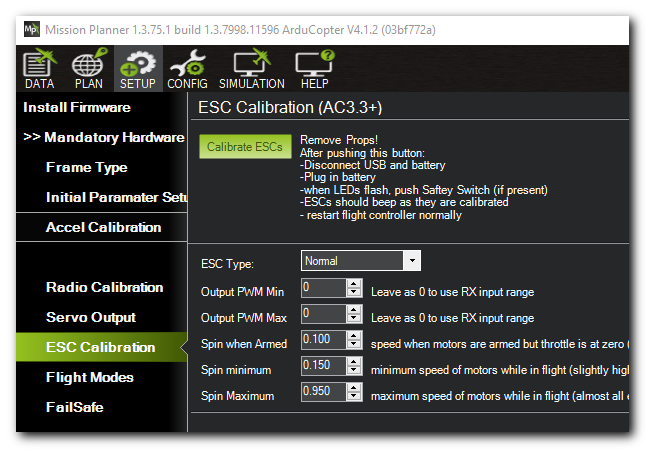 Mission Planner 1.3.75.1 build 1.3.7998.11596 ArduCopter V4.1.2 (03bf772a)
DATA PLAN SETUP CONFIG SIMULATION HELP
Install Firmware
>> Mandatory Hardware
Frame Type
Initial Paramater Setu
Accel Calibration
Radio Calibration
Servo Output
ESC Calibration
Flight Modes
FailSafe
ESC Calibration (AC3.3+)
Calibrate ESCs
Remove Props!
After pushing this button:
-Disconnect USB and battery
-Plug in battery
-when LEDs flash, push Saftey Switch (if present)
-ESCs should beep as they are calibrated
- restart flight controller normally
ESC Type: Normal
Output PWM Min 0 Leave as 0 to use RX input range
Output PWM Max 0 Leave as 0 to use RX input range
Spin when Armed 0.100 speed when motors are armed but throttle is at zero (
Spin minimum 0.150 minimum speed of motors while in flight (slightly hig
Spin Maximum 0.950 maximum speed of motors while in flight (almost all e